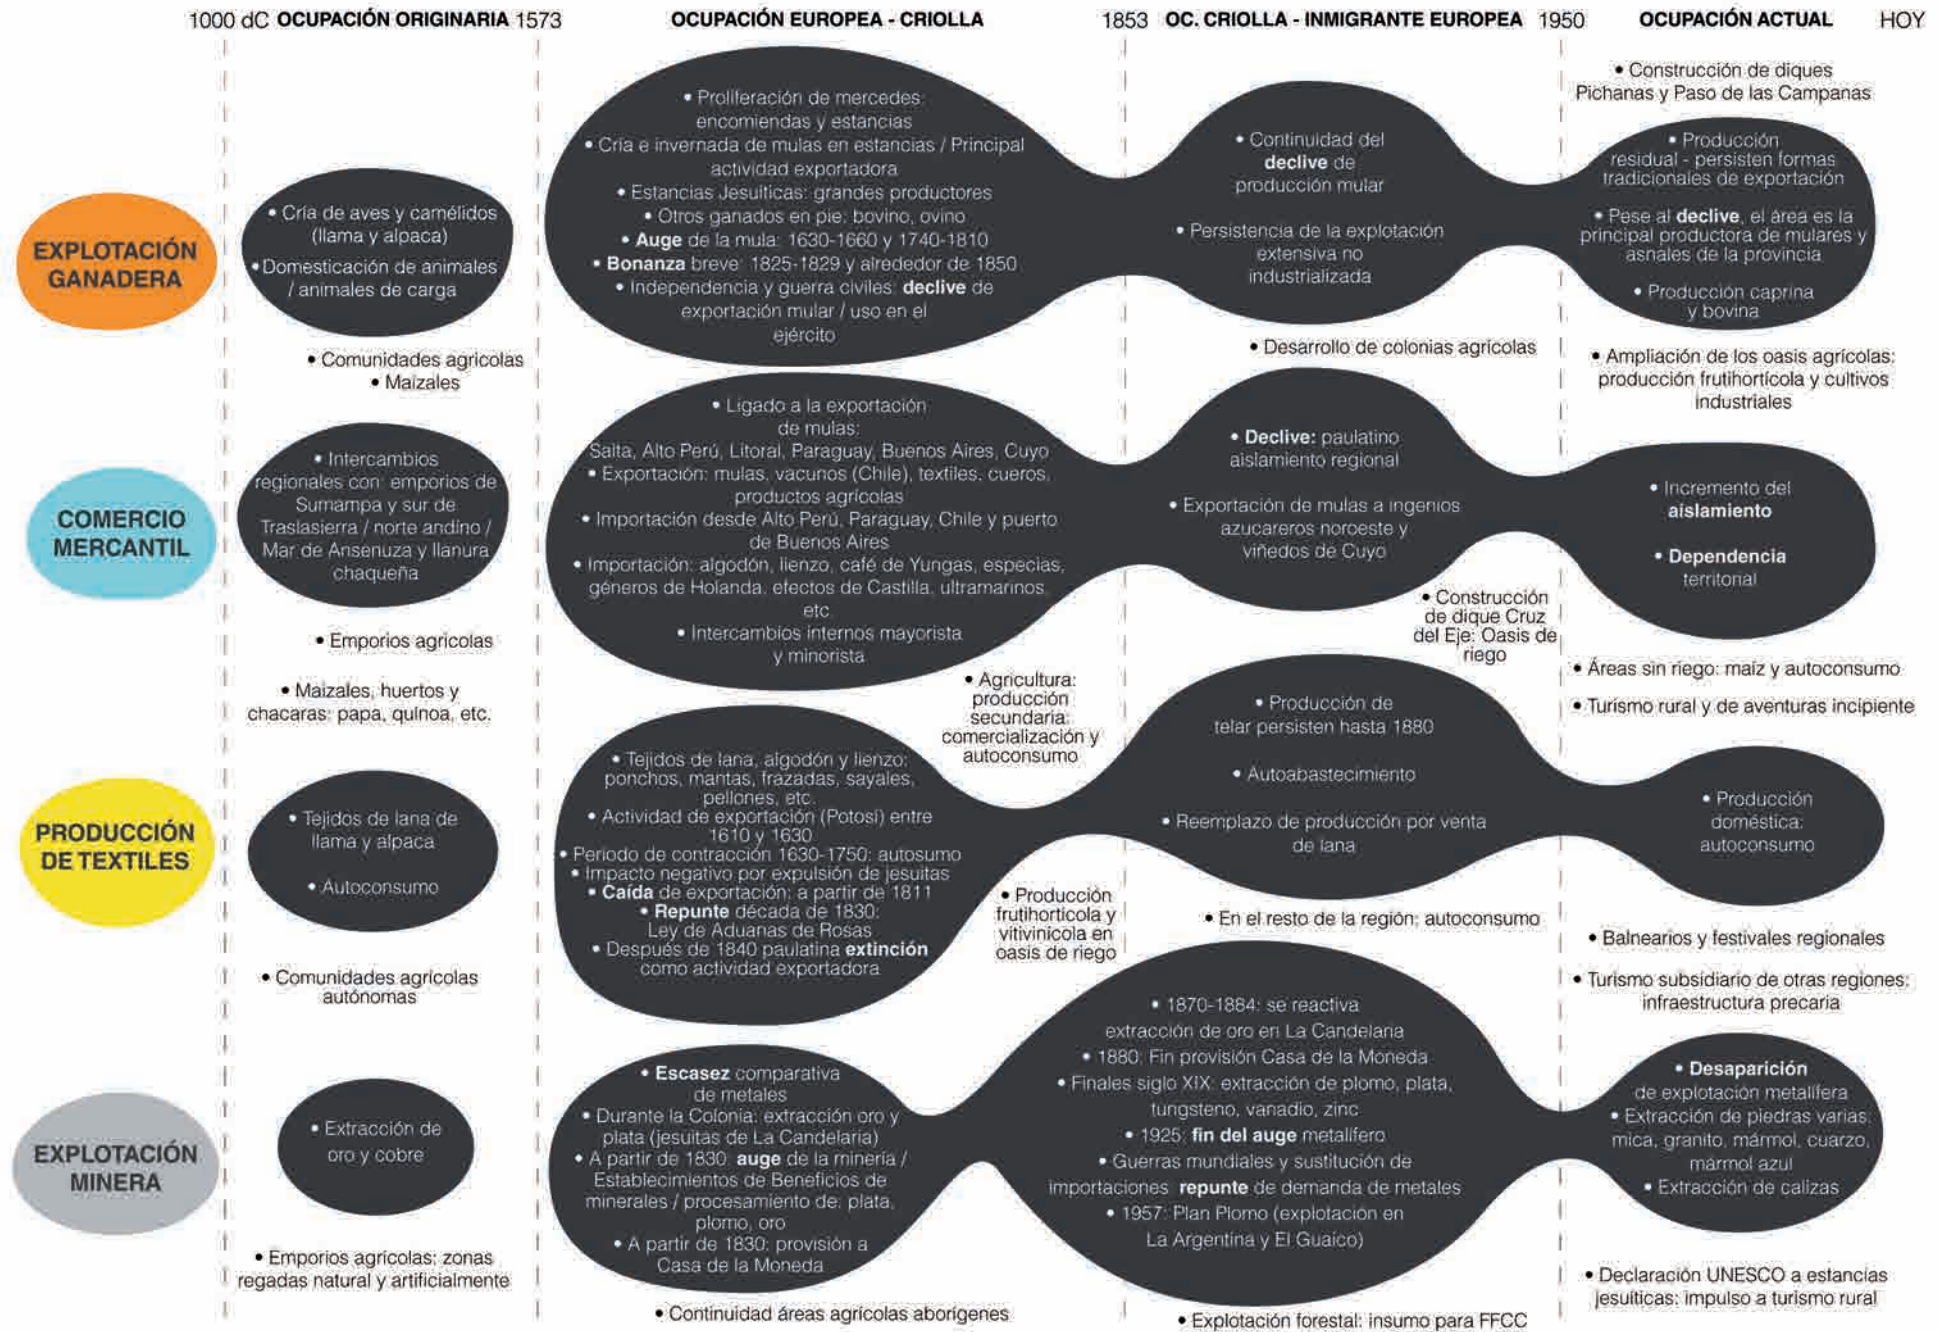 1000 dC OCUPACIÓN ORIGINARIA 1573
OCUPACIÓN EUROPEA - CRIOLLA
1853 OC. CRIOLLA - INMIGRANTE EUROPEA 1950
OCUPACIÓN ACTUAL HOY
EXPLOTACIÓN
GANADERA
• Cría de aves y camélidos
(llama y alpaca)
• Domesticación de animales
/ animales de carga
• Comunidades agrícolas
• Maizales
• Proliferación de mercedes:
encomiendas y estancias
• Cría e invernada de mulas en estancias / Principal
actividad exportadora
• Estancias Jesuíticas: grandes productores
• Otros ganados en pie: bovino, ovino
• Auge de la mula: 1630-1660 y 1740-1810
• Bonanza breve: 1825-1829 y alrededor de 1850
• Independencia y guerra civiles: declive de
exportación mular / uso en el
ejército
• Continuidad del
declive de
producción mular
• Persistencia de la explotación
extensiva no
industrializada
• Desarrollo de colonias agrícolas
• Construcción de diques
Pichanas y Paso de las Campanas
• Producción
residual - persisten formas
tradicionales de exportación
• Pese al declive, el área es la
principal productora de mulares y
asnales de la provincia
• Producción caprina
y bovina
• Ampliación de los oasis agrícolas:
producción frutihortícola y cultivos
industriales
COMERCIO
MERCANTIL
• Intercambios
regionales con: emporios de
Sumampa y sur de
Traslasierra / norte andino /
Mar de Ansenuza y llanura
chaqueña
• Emporios agrícolas
• Maizales, huertos y
chacaras: papa, quinoa, etc.
• Ligado a la exportación
de mulas:
Salta, Alto Perú, Litoral, Paraguay, Buenos Aires, Cuyo
• Exportación: mulas, vacunos (Chile), textiles, cueros,
productos agrícolas
• Importación desde Alto Perú, Paraguay, Chile y puerto
de Buenos Aires
• Importación: algodón, lienzo, café de Yungas, especias,
géneros de Holanda, efectos de Castilla, ultramarinos,
etc.
• Intercambios internos mayorista
y minorista
• Agricultura:
producción
secundaria:
comercialización y
autoconsumo
• Declive: paulatino
aislamiento regional
• Exportación de mulas a ingenios
azucareros noroeste y
viñedos de Cuyo
• Construcción
de dique Cruz
del Eje: Oasis de
riego
• Incremento del
aislamiento
• Dependencia
territorial
• Áreas sin riego: maíz y autoconsumo
• Turismo rural y de aventuras incipiente
PRODUCCIÓN
DE TEXTILES
• Tejidos de lana de
llama y alpaca
• Autoconsumo
• Comunidades agrícolas
autónomas
• Tejidos de lana, algodón y lienzo:
ponchos, mantas, frazadas, sayales,
pellones, etc.
• Actividad de exportación (Potosí) entre
1610 y 1630
• Periodo de contracción 1630-1750: autosumo
• Impacto negativo por expulsión de jesuitas
• Caída de exportación: a partir de 1811
• Repunte década de 1830:
Ley de Aduanas de Rosas
• Después de 1840 paulatina extinción
como actividad exportadora
• Producción
frutihortícola y
vitivinícola en
oasis de riego
• Producción de
telar persisten hasta 1880
• Autoabastecimiento
• Reemplazo de producción por venta
de lana
• En el resto de la región: autoconsumo
• Producción
doméstica:
autoconsumo
• Balnearios y festivales regionales
• Turismo subsidiario de otras regiones:
infraestructura precaria
EXPLOTACIÓN
MINERA
• Extracción de
oro y cobre
• Emporios agrícolas: zonas
regadas natural y artificialmente
• Escasez comparativa
de metales
• Durante la Colonia: extracción oro y
plata (jesuitas de La Candelaria)
• A partir de 1830: auge de la minería /
Establecimientos de Beneficios de
minerales / procesamiento de: plata,
plomo, oro
• A partir de 1830: provisión a
Casa de la Moneda
• Continuidad áreas agrícolas aborígenes
• 1870-1884: se reactiva
extracción de oro en La Candelaria
• 1880: Fin provisión Casa de la Moneda
• Finales siglo XIX: extracción de plomo, plata,
tungsteno, vanadio, zinc
• 1925: fin del auge metalífero
• Guerras mundiales y sustitución de
importaciones: repunte de demanda de metales
• 1957: Plan Plomo (explotación en
La Argentina y El Guaico)
• Explotación forestal: insumo para FFCC
• Desaparición
de explotación metalífera
• Extracción de piedras varias:
mica, granito, mármol, cuarzo,
mármol azul
• Extracción de calizas
• Declaración UNESCO a estancias
jesuíticas: impulso a turismo rural